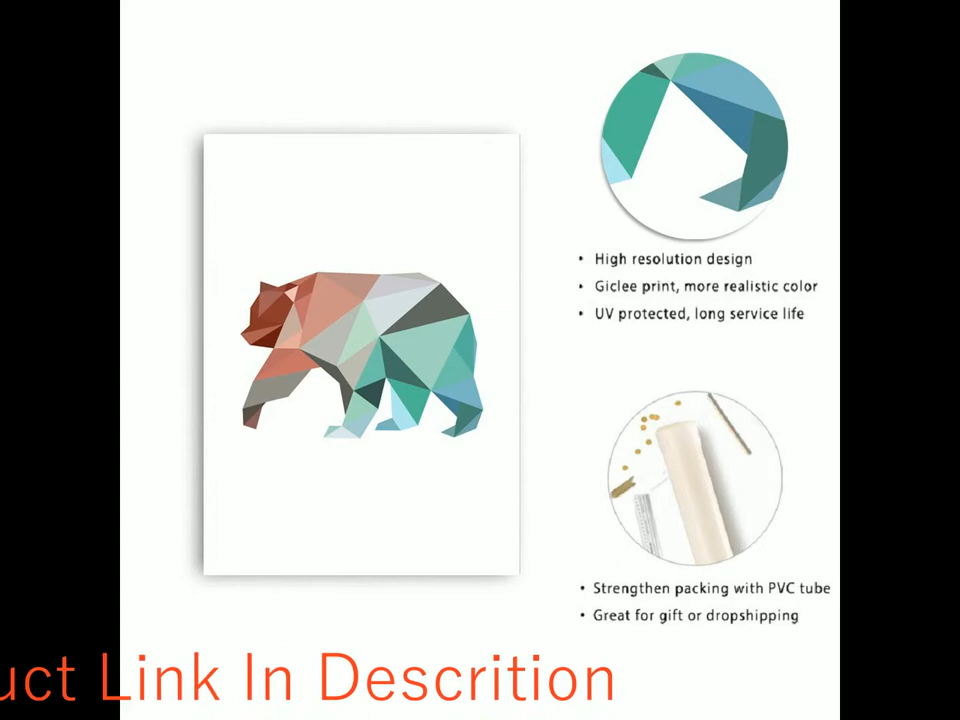 • High resolution design
• Giclee print, more realistic color
• UV protected, long service life
• Strengthen packing with PVC tube
• Great for gift or dropshipping
uct Link In Descrition